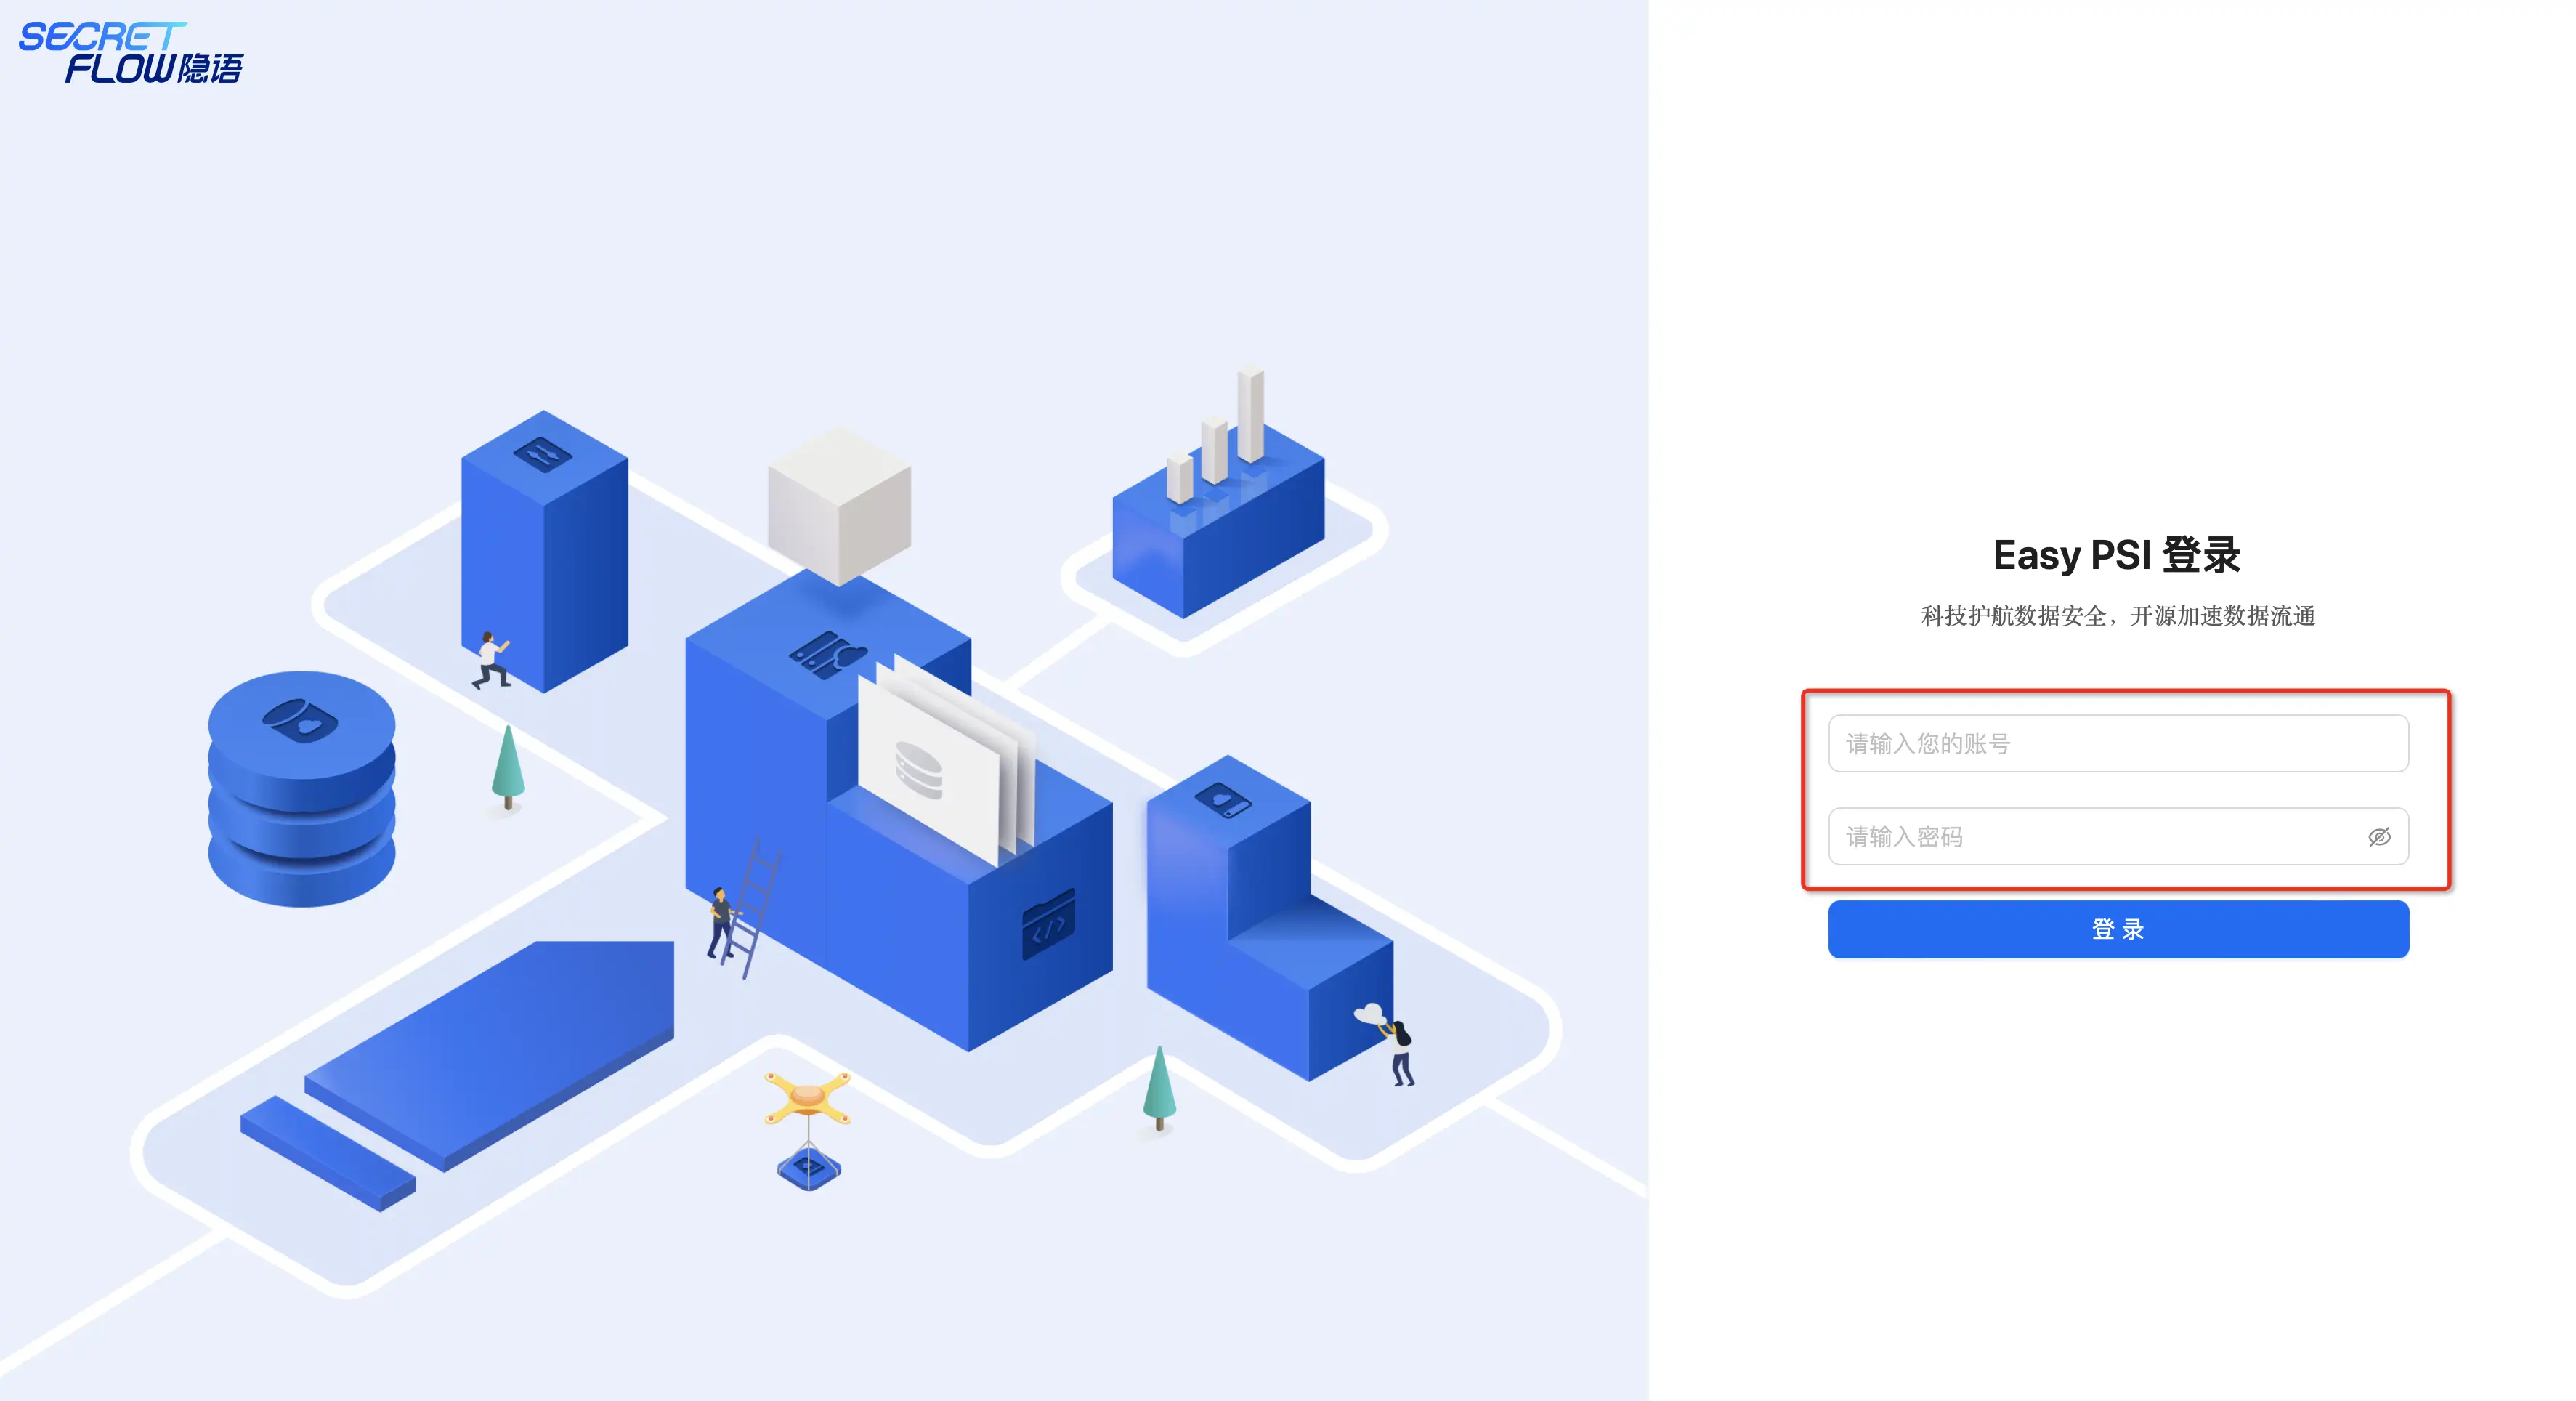 SECRET
FLOW隐语
Easy PSI 登录
科技护航数据安全，开源加速数据流通
请输入您的账号
请输入密码
登 录